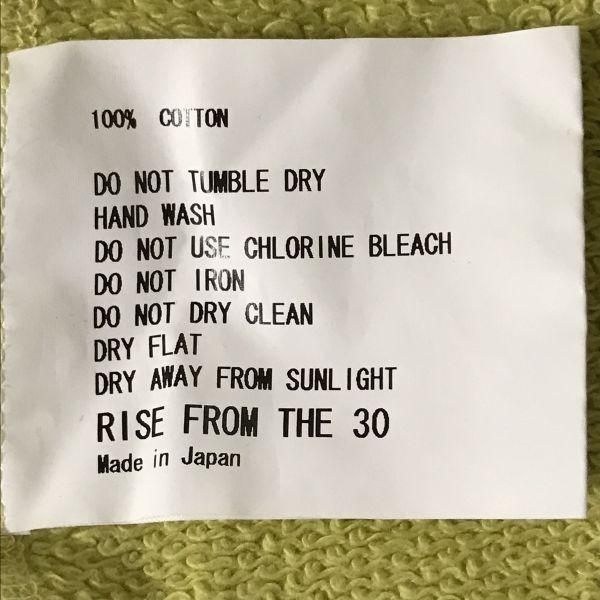 100% COTTON
DO NOT TUMBLE DRY
HAND WASH
DO NOT USE CHLORINE BLEACH
DO NOT IRON
DO NOT DRY CLEAN
DRY FLAT
DRY AWAY FROM SUNLIGHT
RISE FROM THE 30
Made in Japan